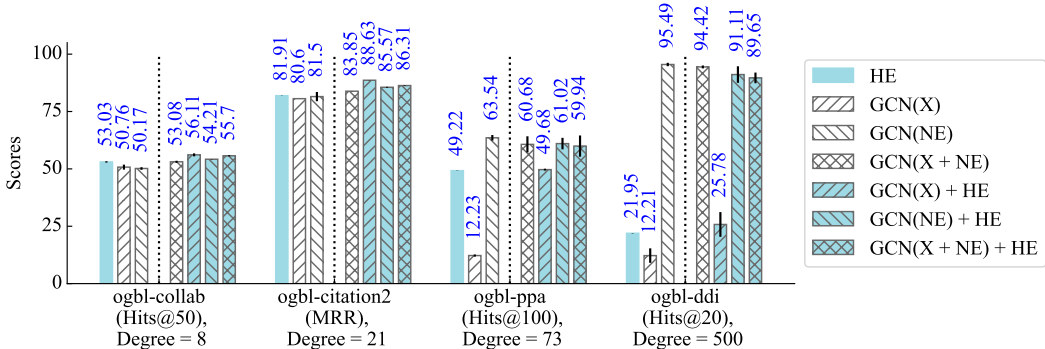 100
75
50
25
0
Scores
53.03
50.76
50.17
53.08
56.11
54.21
55.7
81.91
80.6
81.5
83.85
88.63
85.57
86.31
49.22
12.23
63.54
60.68
49.68
61.02
59.94
21.95
12.21
95.49
94.42
25.78
91.11
89.65
ogbl-collab
(Hits@50),
Degree = 8
ogbl-citation2
(MRR),
Degree = 21
ogbl-ppa
(Hits@100),
Degree = 73
ogbl-ddi
(Hits@20),
Degree = 500
HE
GCN(X)
GCN(NE)
GCN(X + NE)
GCN(X) + HE
GCN(NE) + HE
GCN(X + NE) + HE